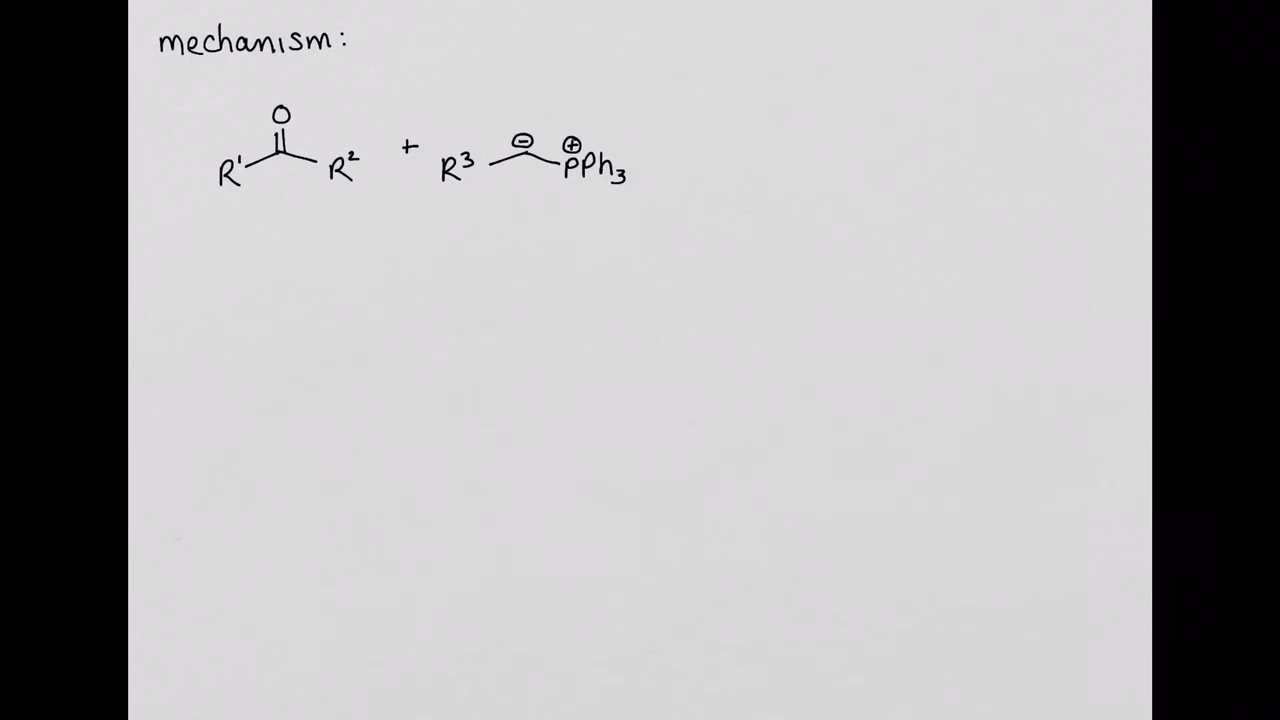 mechanism:
O
R¹ R² + R³ ⊖ ⊕ PPh₃